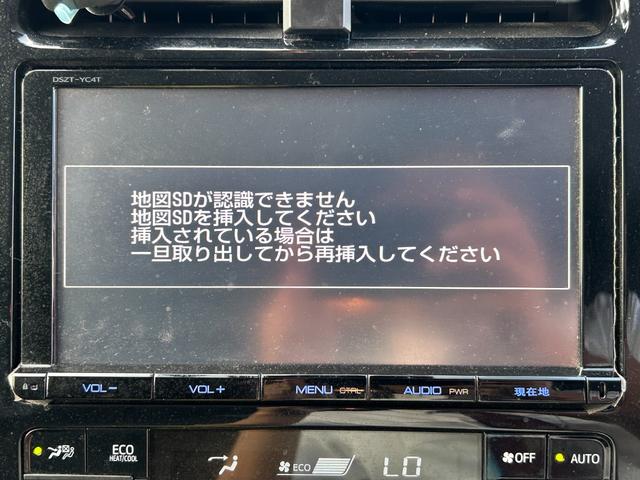 DSZT-YC4T
地図SDが認識できません
地図SDを挿入してください
挿入されている場合は
一旦取り出してから再挿入してください
VOL− VOL+ MENU CTRL AUDIO PWR 現在地
ECO HEAT/COOL ECO LO OFF AUTO